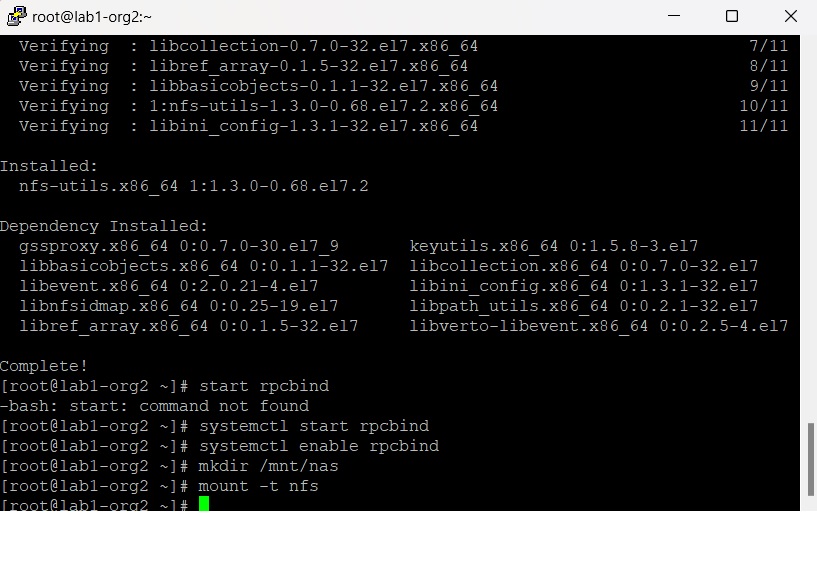 root@lab1-org2:~
Verifying  : libcollection-0.7.0-32.el7.x86_64 7/11
Verifying  : libref_array-0.1.5-32.el7.x86_64 8/11
Verifying  : libbasicobjects-0.1.1-32.el7.x86_64 9/11
Verifying  : 1:nfs-utils-1.3.0-0.68.el7.2.x86_64 10/11
Verifying  : libini_config-1.3.1-32.el7.x86_64 11/11
Installed:
nfs-utils.x86_64 1:1.3.0-0.68.el7.2
Dependency Installed:
gssproxy.x86_64 0:0.7.0-30.el7_9 keyutils.x86_64 0:1.5.8-3.el7
libbasicobjects.x86_64 0:0.1.1-32.el7 libcollection.x86_64 0:0.7.0-32.el7
libevent.x86_64 0:2.0.21-4.el7 libini_config.x86_64 0:1.3.1-32.el7
libnfsidmap.x86_64 0:0.25-19.el7 libpath_utils.x86_64 0:0.2.1-32.el7
libref_array.x86_64 0:0.1.5-32.el7 libverto-libevent.x86_64 0:0.2.5-4.el7
Complete!
[root@lab1-org2 ~]# start rpcbind
-bash: start: command not found
[root@lab1-org2 ~]# systemctl start rpcbind
[root@lab1-org2 ~]# systemctl enable rpcbind
[root@lab1-org2 ~]# mkdir /mnt/nas
[root@lab1-org2 ~]# mount -t nfs
[root@lab1-org2 ~]#